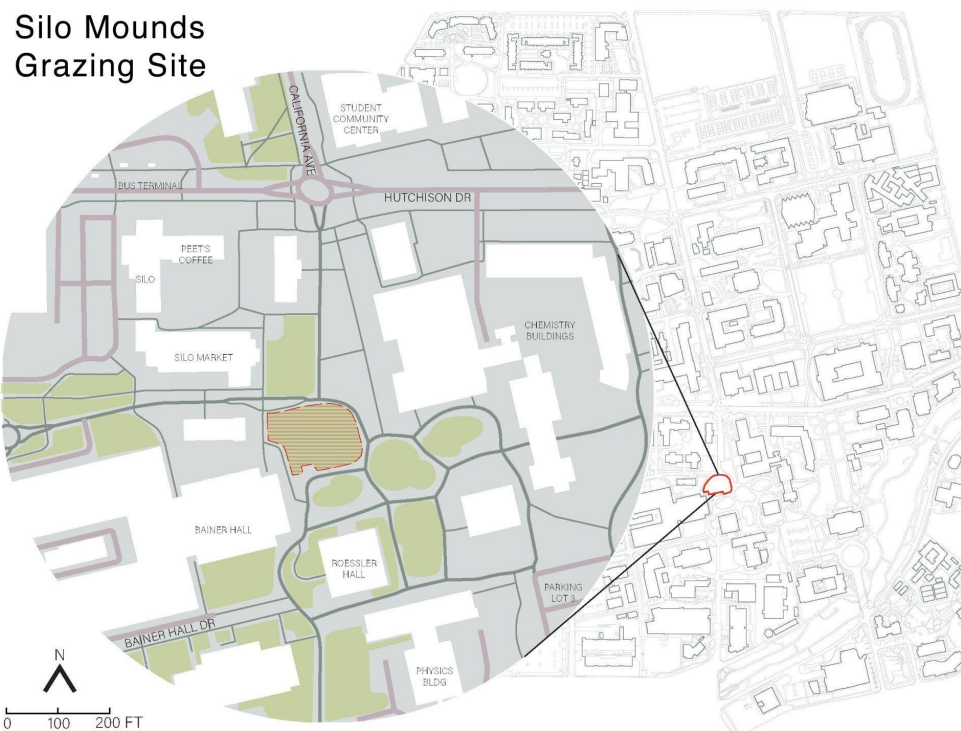 Silo Mounds
Grazing Site
CALIFORNIA AVE
STUDENT
COMMUNITY
CENTER
BUS TERMINAL
HUTCHISON DR
PEET'S
COFFEE
SILO
CHEMISTRY
BUILDINGS
SILO MARKET
BAINER HALL
ROESSLER
HALL
PARKING
LOT 3
BAINER HALL DR
PHYSICS
BLDG
N
0 100 200 FT